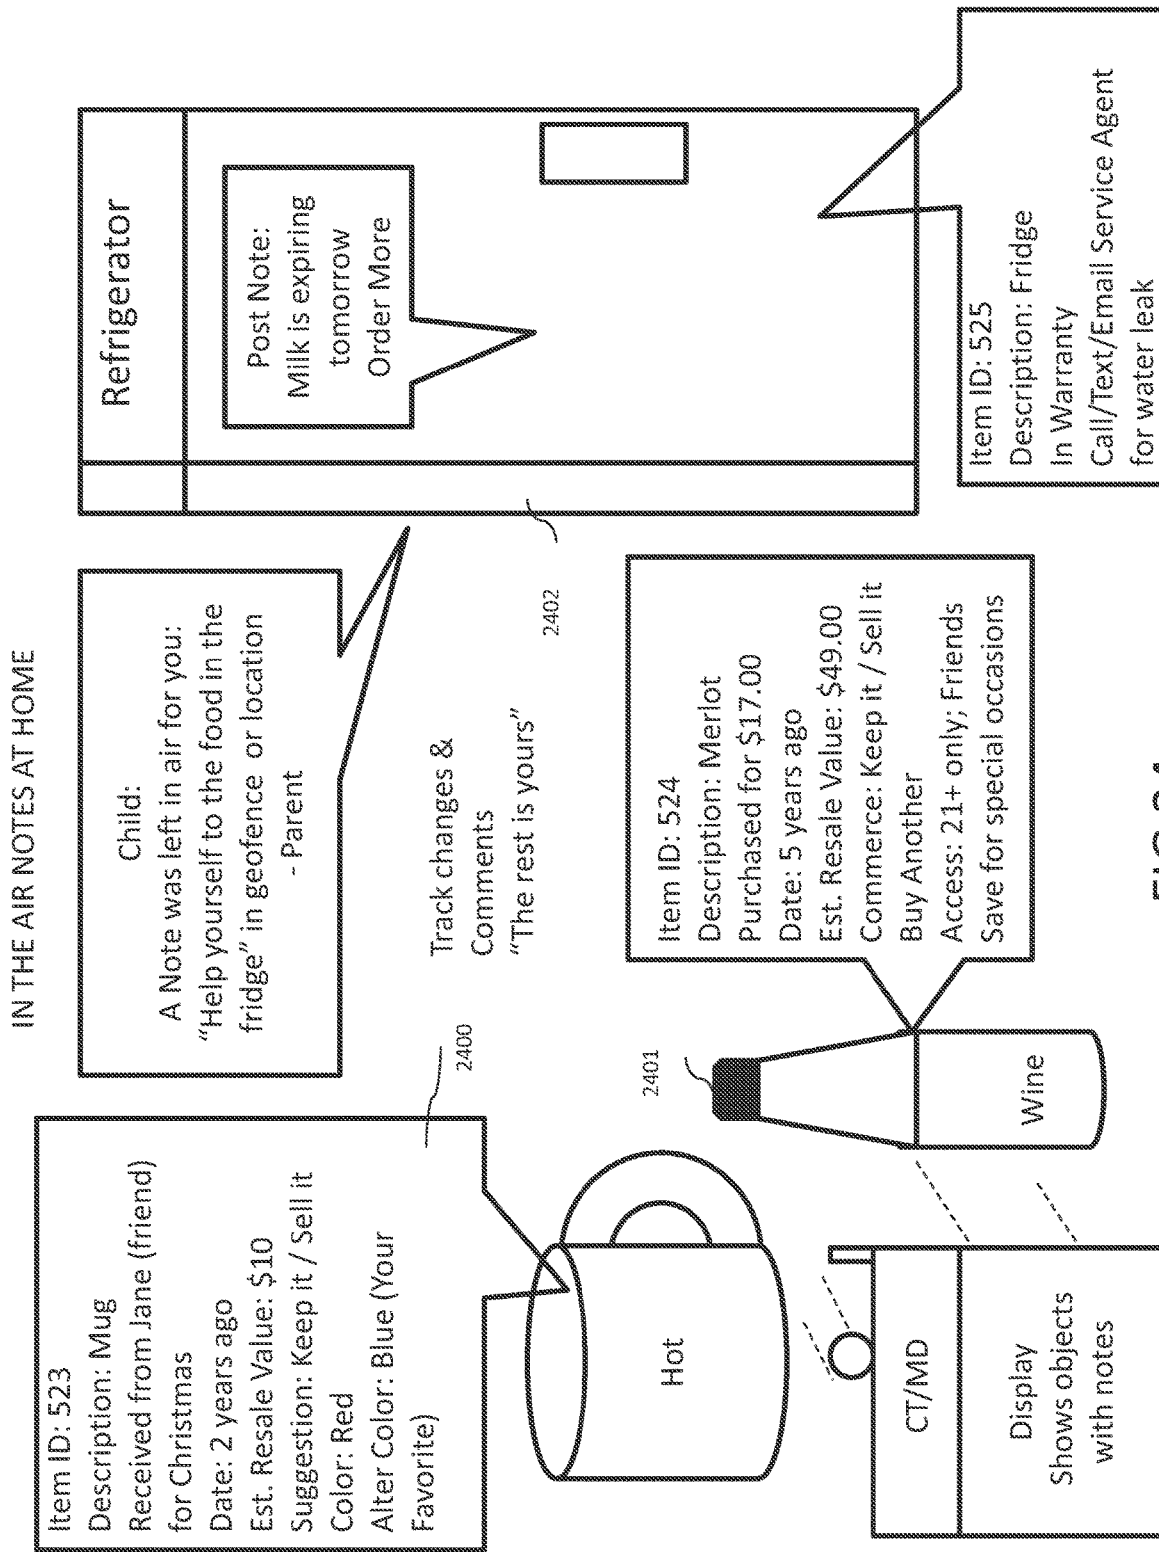 IN THE AIR NOTES AT HOME
Item ID: 523
Description: Mug
Received from Jane (friend)
for Christmas
Date: 2 years ago
Est. Resale Value: $10
Suggestion: Keep it / Sell it
Color: Red
Alter Color: Blue (Your
Favorite)
2400
Child:
A Note was left in air for you:
“Help yourself to the food in the
fridge” in geofence or location
- Parent
Refrigerator
Post Note:
Milk is expiring
tomorrow
Order More
Track changes &
Comments
“The rest is yours”
2402
Hot
2401
Wine
Item ID: 524
Description: Merlot
Purchased for $17.00
Date: 5 years ago
Est. Resale Value: $49.00
Commerce: Keep it / Sell it
Buy Another
Access: 21+ only; Friends
Save for special occasions
CT/MD
Display
Shows objects
with notes
Item ID: 525
Description: Fridge
In Warranty
Call/Text/Email Service Agent
for water leak